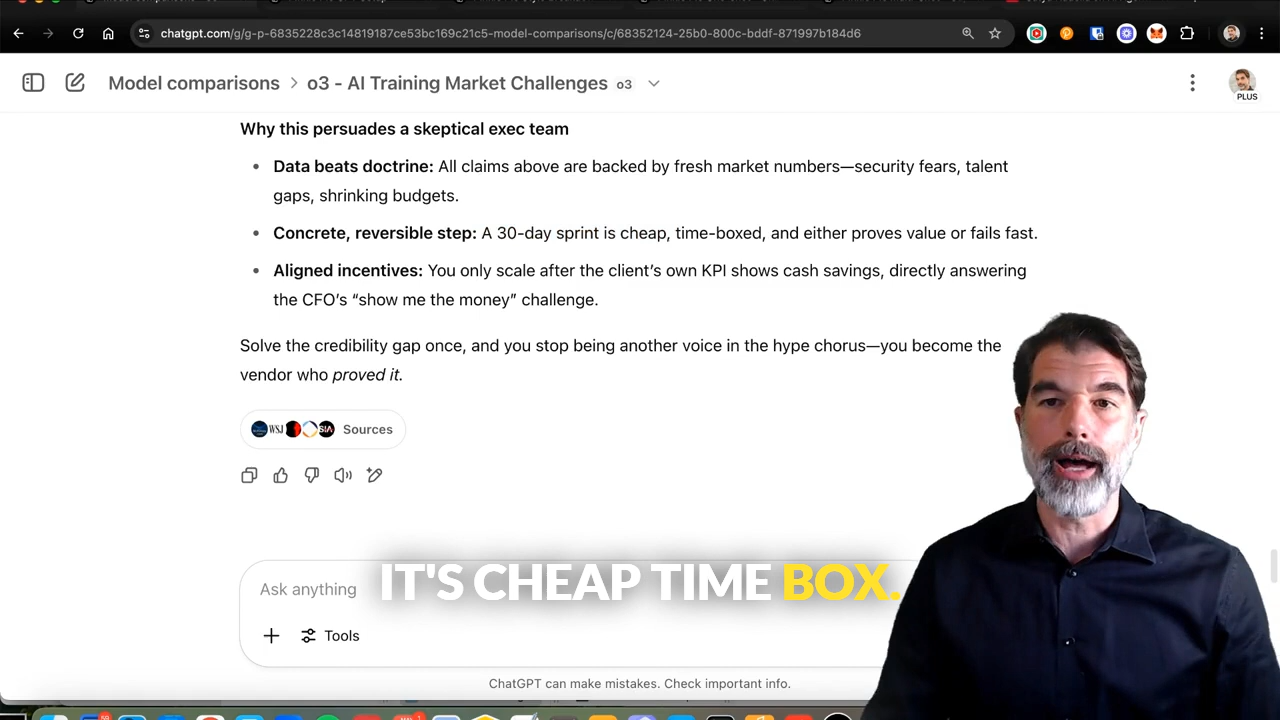 chatgpt.com/g/g-p-6835228c3c14819187ce53bc169c21c5-model-comparisons/c/68352124-25b0-800c-bddf-871997b184d6
Model comparisons > o3 - AI Training Market Challenges o3
PLUS
Why this persuades a skeptical exec team
• Data beats doctrine: All claims above are backed by fresh market numbers—security fears, talent
gaps, shrinking budgets.
• Concrete, reversible step: A 30-day sprint is cheap, time-boxed, and either proves value or fails fast.
• Aligned incentives: You only scale after the client’s own KPI shows cash savings, directly answering
the CFO’s “show me the money” challenge.
Solve the credibility gap once, and you stop being another voice in the hype chorus—you become the
vendor who proved it.
WSJ SIA Sources
Ask anything
IT'S CHEAP TIME BOX.
Tools
ChatGPT can make mistakes. Check important info.